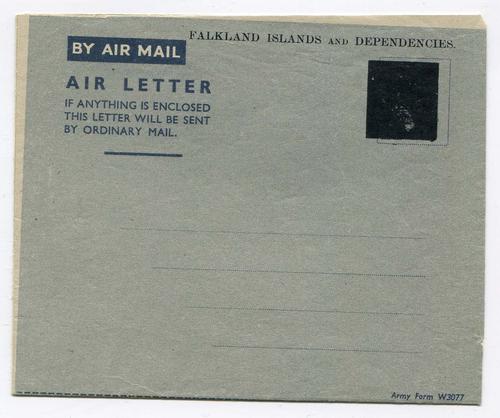 FALKLAND ISLANDS AND DEPENDENCIES.
BY AIR MAIL
AIR LETTER
IF ANYTHING IS ENCLOSED
THIS LETTER WILL BE SENT
BY ORDINARY MAIL.
Army Form W3077